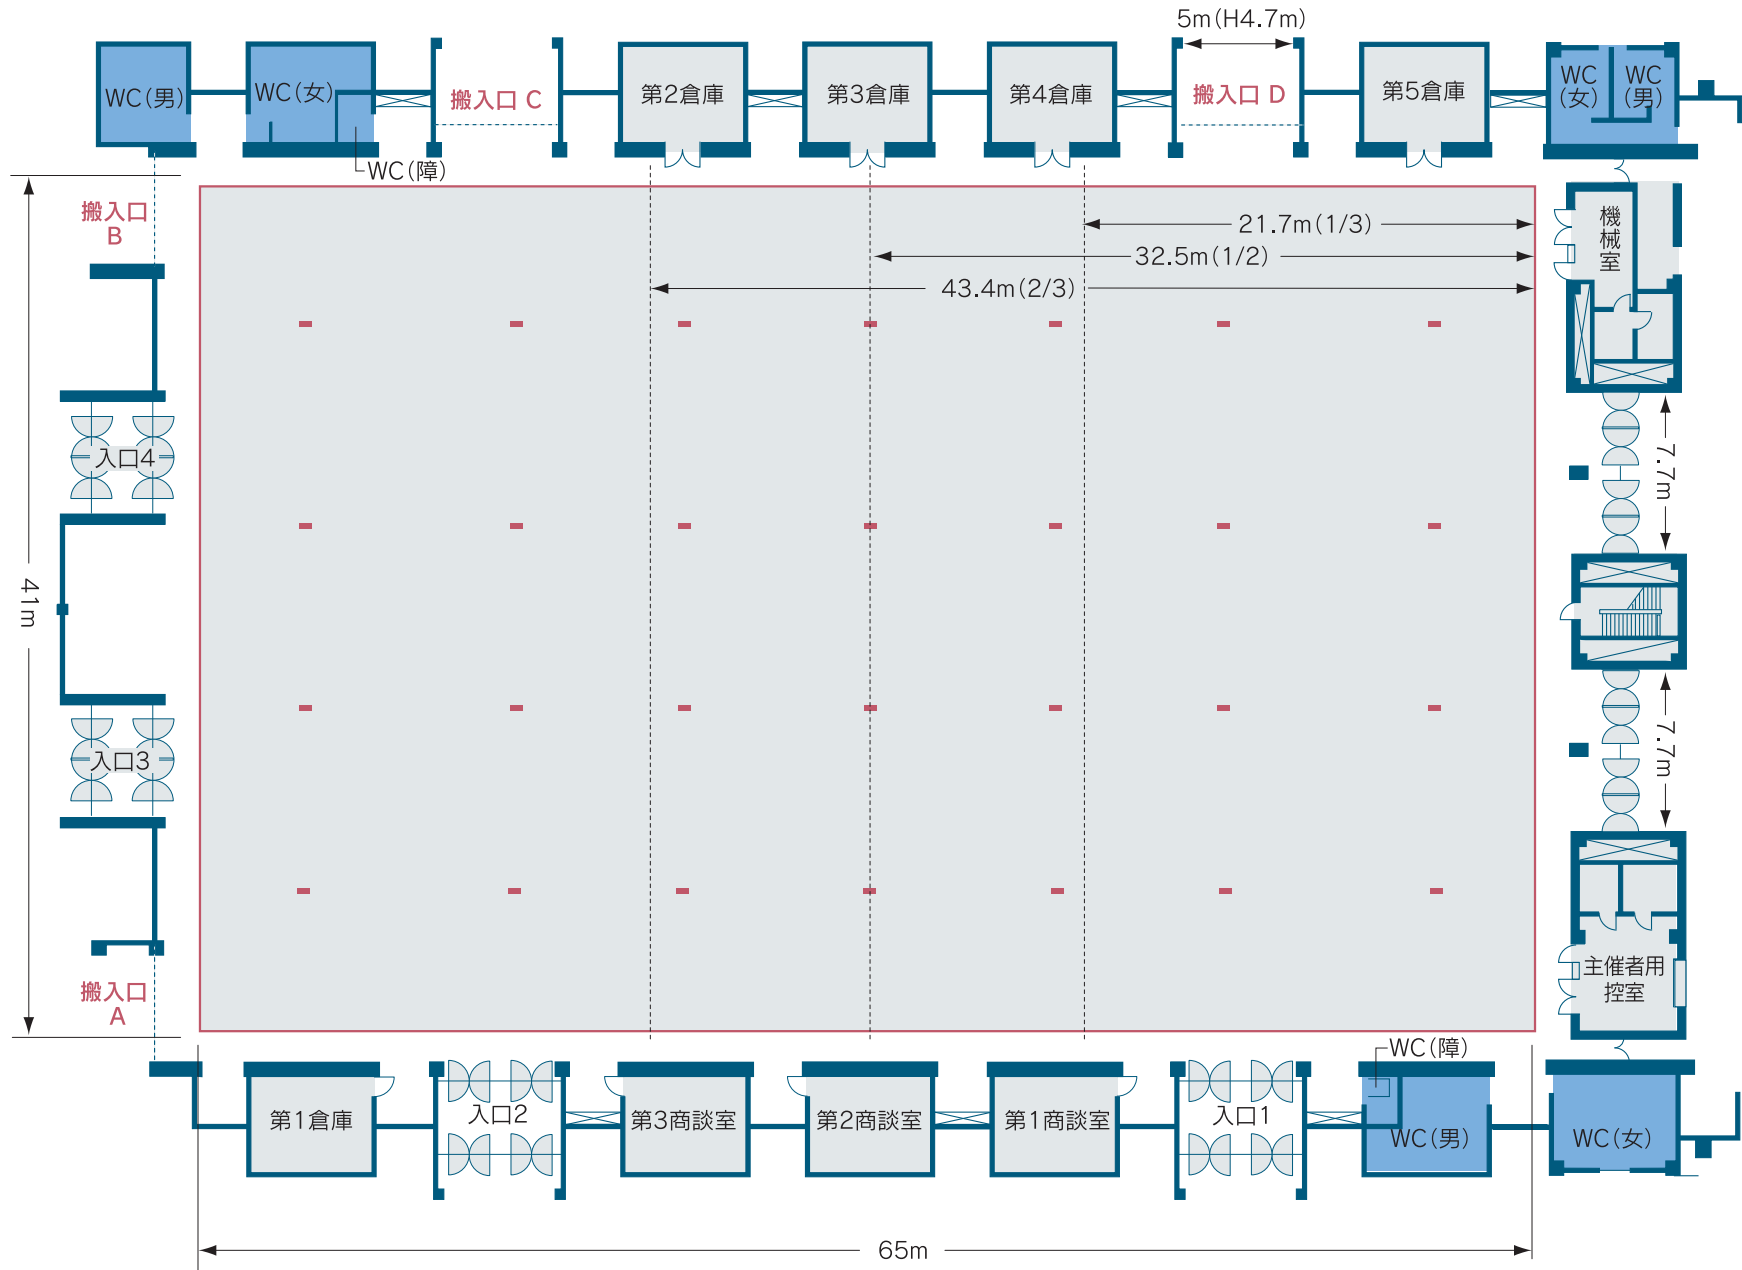 5m(H4.7m)
WC(男)
WC(女)
搬入口 C
第2倉庫
第3倉庫
第4倉庫
搬入口 D
第5倉庫
WC
(女)
WC
(男)
WC(障)
搬入口
B
機械室
21.7m(1/3)
32.5m(1/2)
43.4m(2/3)
入口4
7.7m
41m
入口3
7.7m
搬入口
A
主催者用
控室
WC(障)
第1倉庫
入口2
第3商談室
第2商談室
第1商談室
入口1
WC(男)
WC(女)
65m